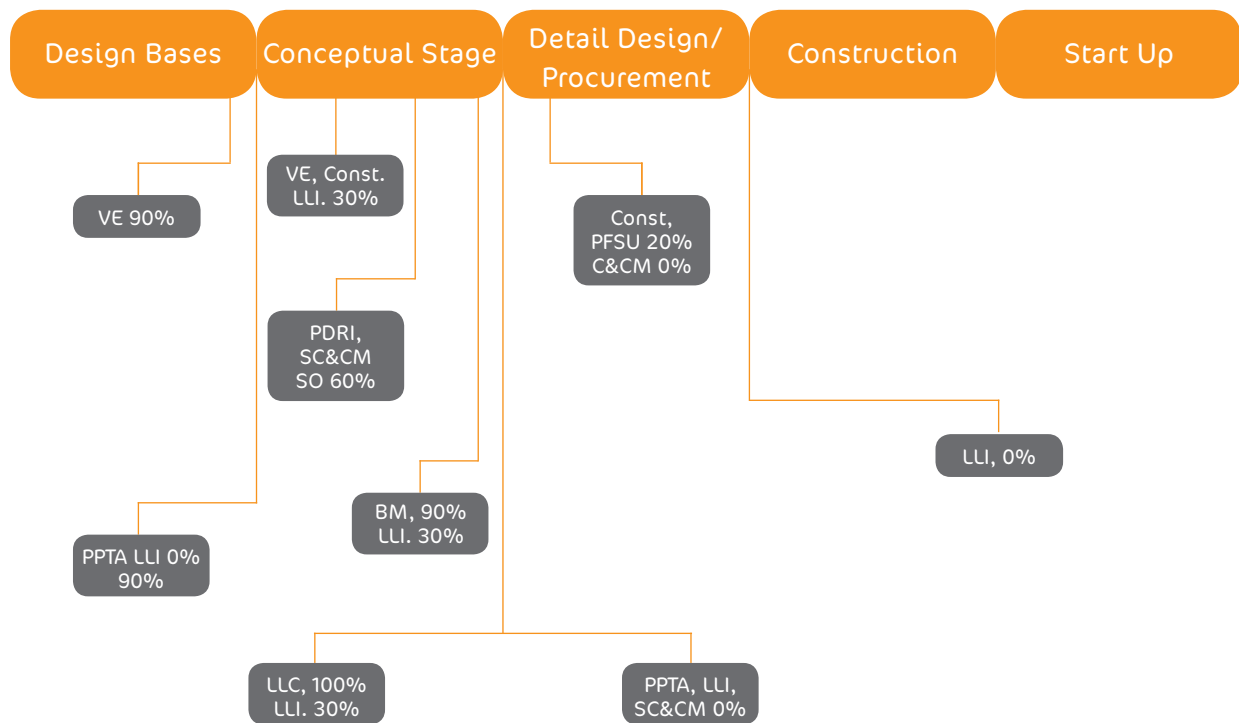 Design Bases
Conceptual Stage
Detail Design/
Procurement
Construction
Start Up
VE 90%
VE, Const.
LLI. 30%
Const,
PFSU 20%
C&CM 0%
PDRI,
SC&CM
SO 60%
LLI, 0%
BM, 90%
LLI. 30%
PPTA LLI 0%
90%
LLC, 100%
LLI. 30%
PPTA, LLI,
SC&CM 0%